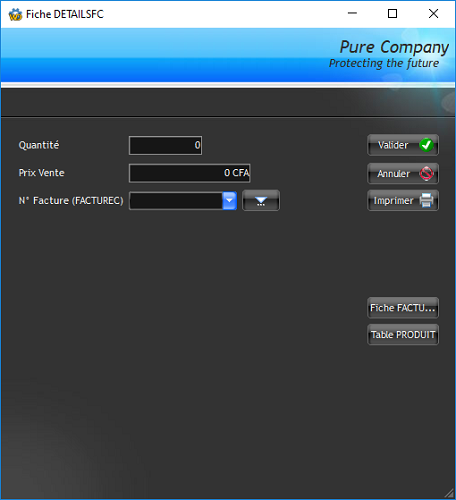 Fiche DETAILSFC
Pure Company
Protecting the future
Quantité 0 Valider
Prix Vente 0 CFA Annuler
N° Facture (FACTUREC) Imprimer
Fiche FACTU...
Table PRODUIT